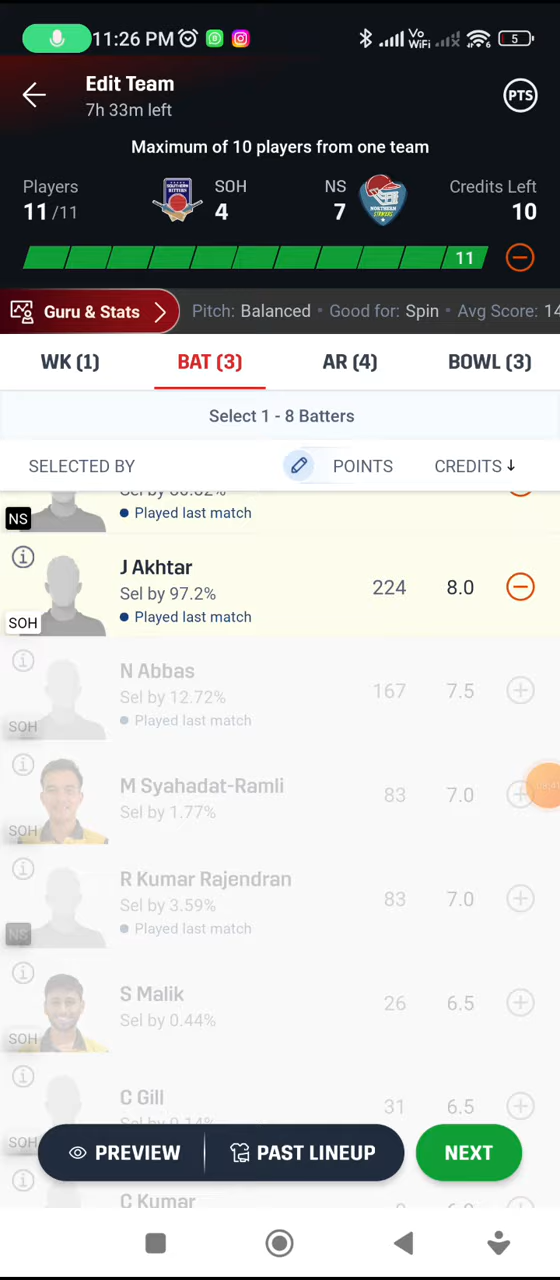 11:26 PM
Vo WiFi
6
5
Edit Team
7h 33m left
PTS
Maximum of 10 players from one team
Players
11/11
SOH
4
NS
7
Credits Left
10
11
Guru & Stats
Pitch: Balanced • Good for: Spin • Avg Score: 14
WK (1)
BAT (3)
AR (4)
BOWL (3)
Select 1 - 8 Batters
SELECTED BY
POINTS
CREDITS ↓
NS
Played last match
J Akhtar
Sel by 97.2%
224
8.0
SOH
Played last match
N Abbas
Sel by 12.72%
167
7.5
SOH
Played last match
M Syahadat-Ramli
Sel by 1.77%
83
7.0
SOH
R Kumar Rajendran
Sel by 3.59%
83
7.0
NS
Played last match
S Malik
Sel by 0.44%
26
6.5
SOH
C Gili
31
6.5
SOH
PREVIEW
PAST LINEUP
NEXT
C Kumar